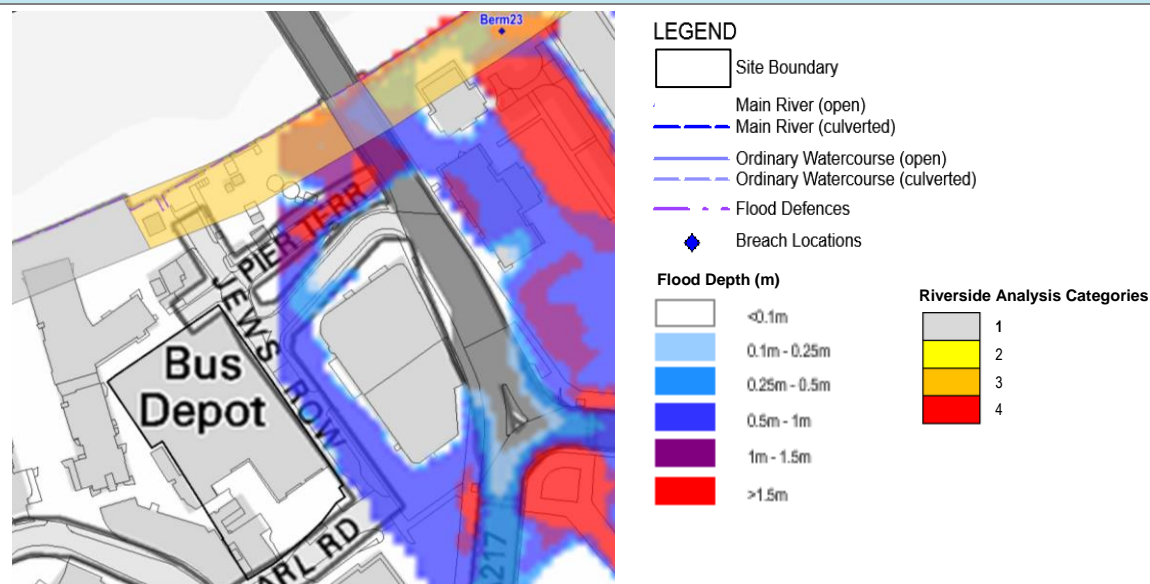 Berm23
PIER TERR
JEWS ROW
Bus
Depot
ARL RD
A217
LEGEND
Site Boundary
Main River (open)
Main River (culverted)
Ordinary Watercourse (open)
Ordinary Watercourse (culverted)
Flood Defences
Breach Locations
Flood Depth (m)
<0.1m
0.1m - 0.25m
0.25m - 0.5m
0.5m - 1m
1m - 1.5m
>1.5m
Riverside Analysis Categories
1
2
3
4